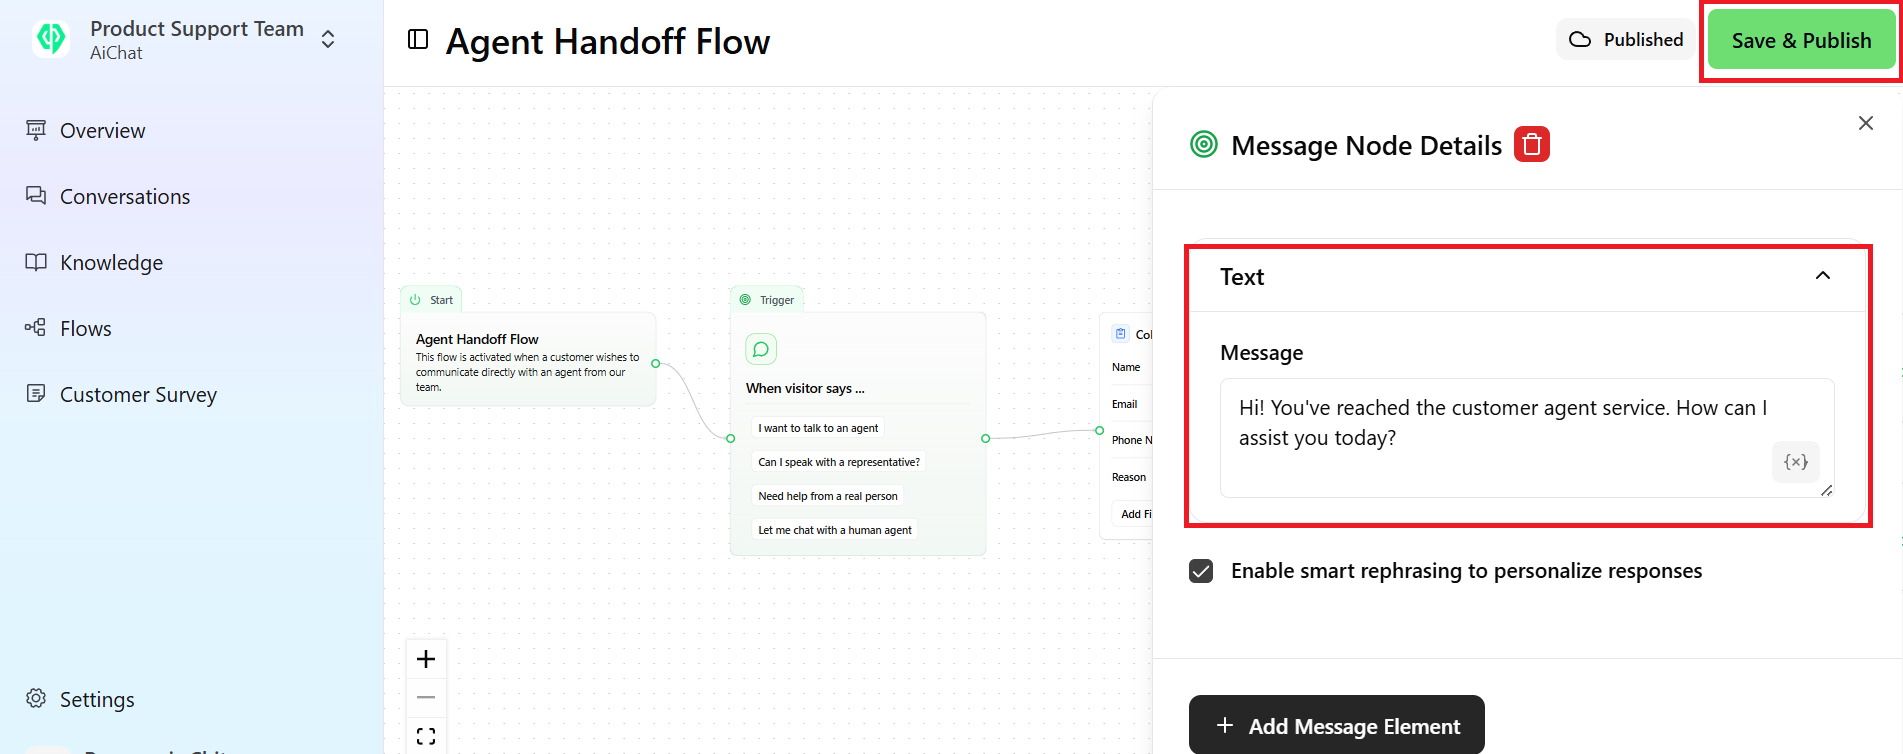 Product Support Team
AiChat
Overview
Conversations
Knowledge
Flows
Customer Survey
Settings
Agent Handoff Flow
Published
Save & Publish
Start
Agent Handoff Flow
This flow is activated when a customer wishes to
communicate directly with an agent from our
team.
Trigger
When visitor says ...
I want to talk to an agent
Can I speak with a representative?
Need help from a real person
Let me chat with a human agent
Name
Email
Phone N
Reason
Add Fi
Message Node Details
Text
Message
Hi! You've reached the customer agent service. How can I
assist you today?
{×}
Enable smart rephrasing to personalize responses
Add Message Element